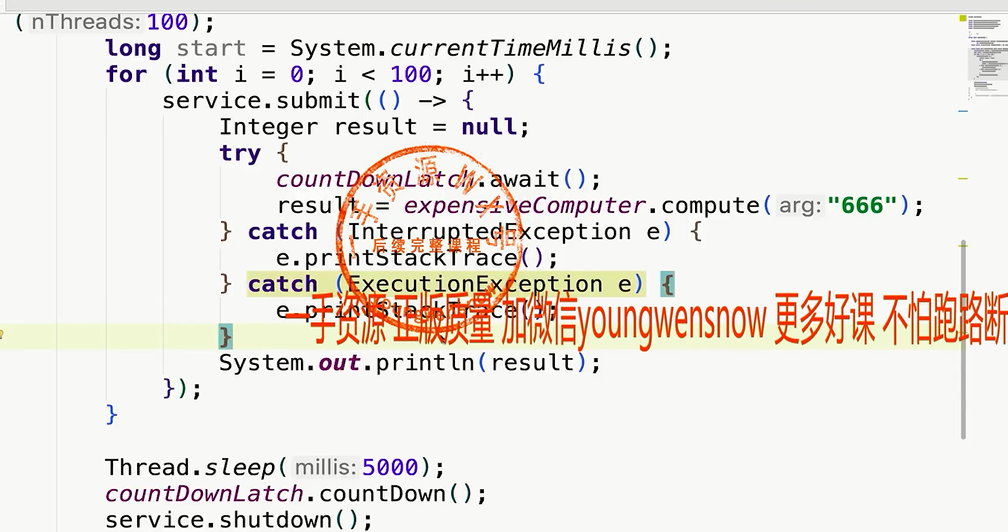 (nThreads: 100);
long start = System.currentTimeMillis();
for (int i = 0; i < 100; i++) {
service.submit(() -> {
Integer result = null;
try {
countDownLatch.await();
result = expensiveComputer.compute(arg: "666");
} catch (InterruptedException e) {
后续完整课程
e.printStackTrace();
} catch (ExecutionException e) {
e.printStackTrace();
一手资源 正版质量 加微信youngwensnow 更多好课 不怕跑路断
}
System.out.println(result);
});
}
Thread.sleep(millis: 5000);
countDownLatch.countDown();
service.shutdown();